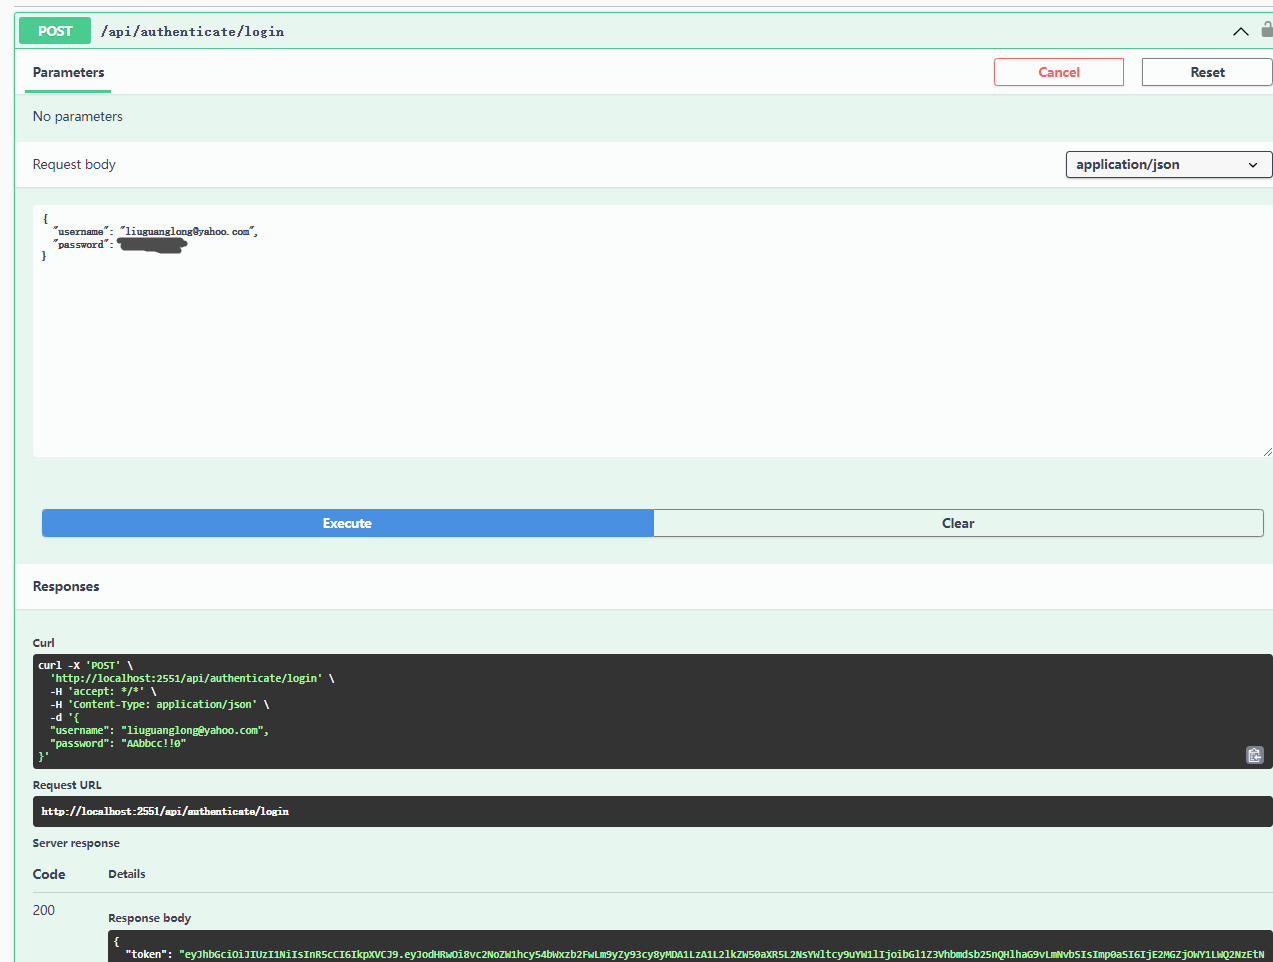 POST /api/authenticate/login
Parameters
Cancel
Reset
No parameters
Request body
application/json
{
"username": "liuguanglong@yahoo.com",
"password":
}
Execute
Clear
Responses
Curl
curl -X 'POST' \
'http://localhost:2551/api/authenticate/login' \
-H 'accept: */*' \
-H 'Content-Type: application/json' \
-d '{
"username": "liuguanglong@yahoo.com",
"password": "AAbbcc!!0"
}'
Request URL
http://localhost:2551/api/authenticate/login
Server response
Code
Details
200
Response body
{
"token":